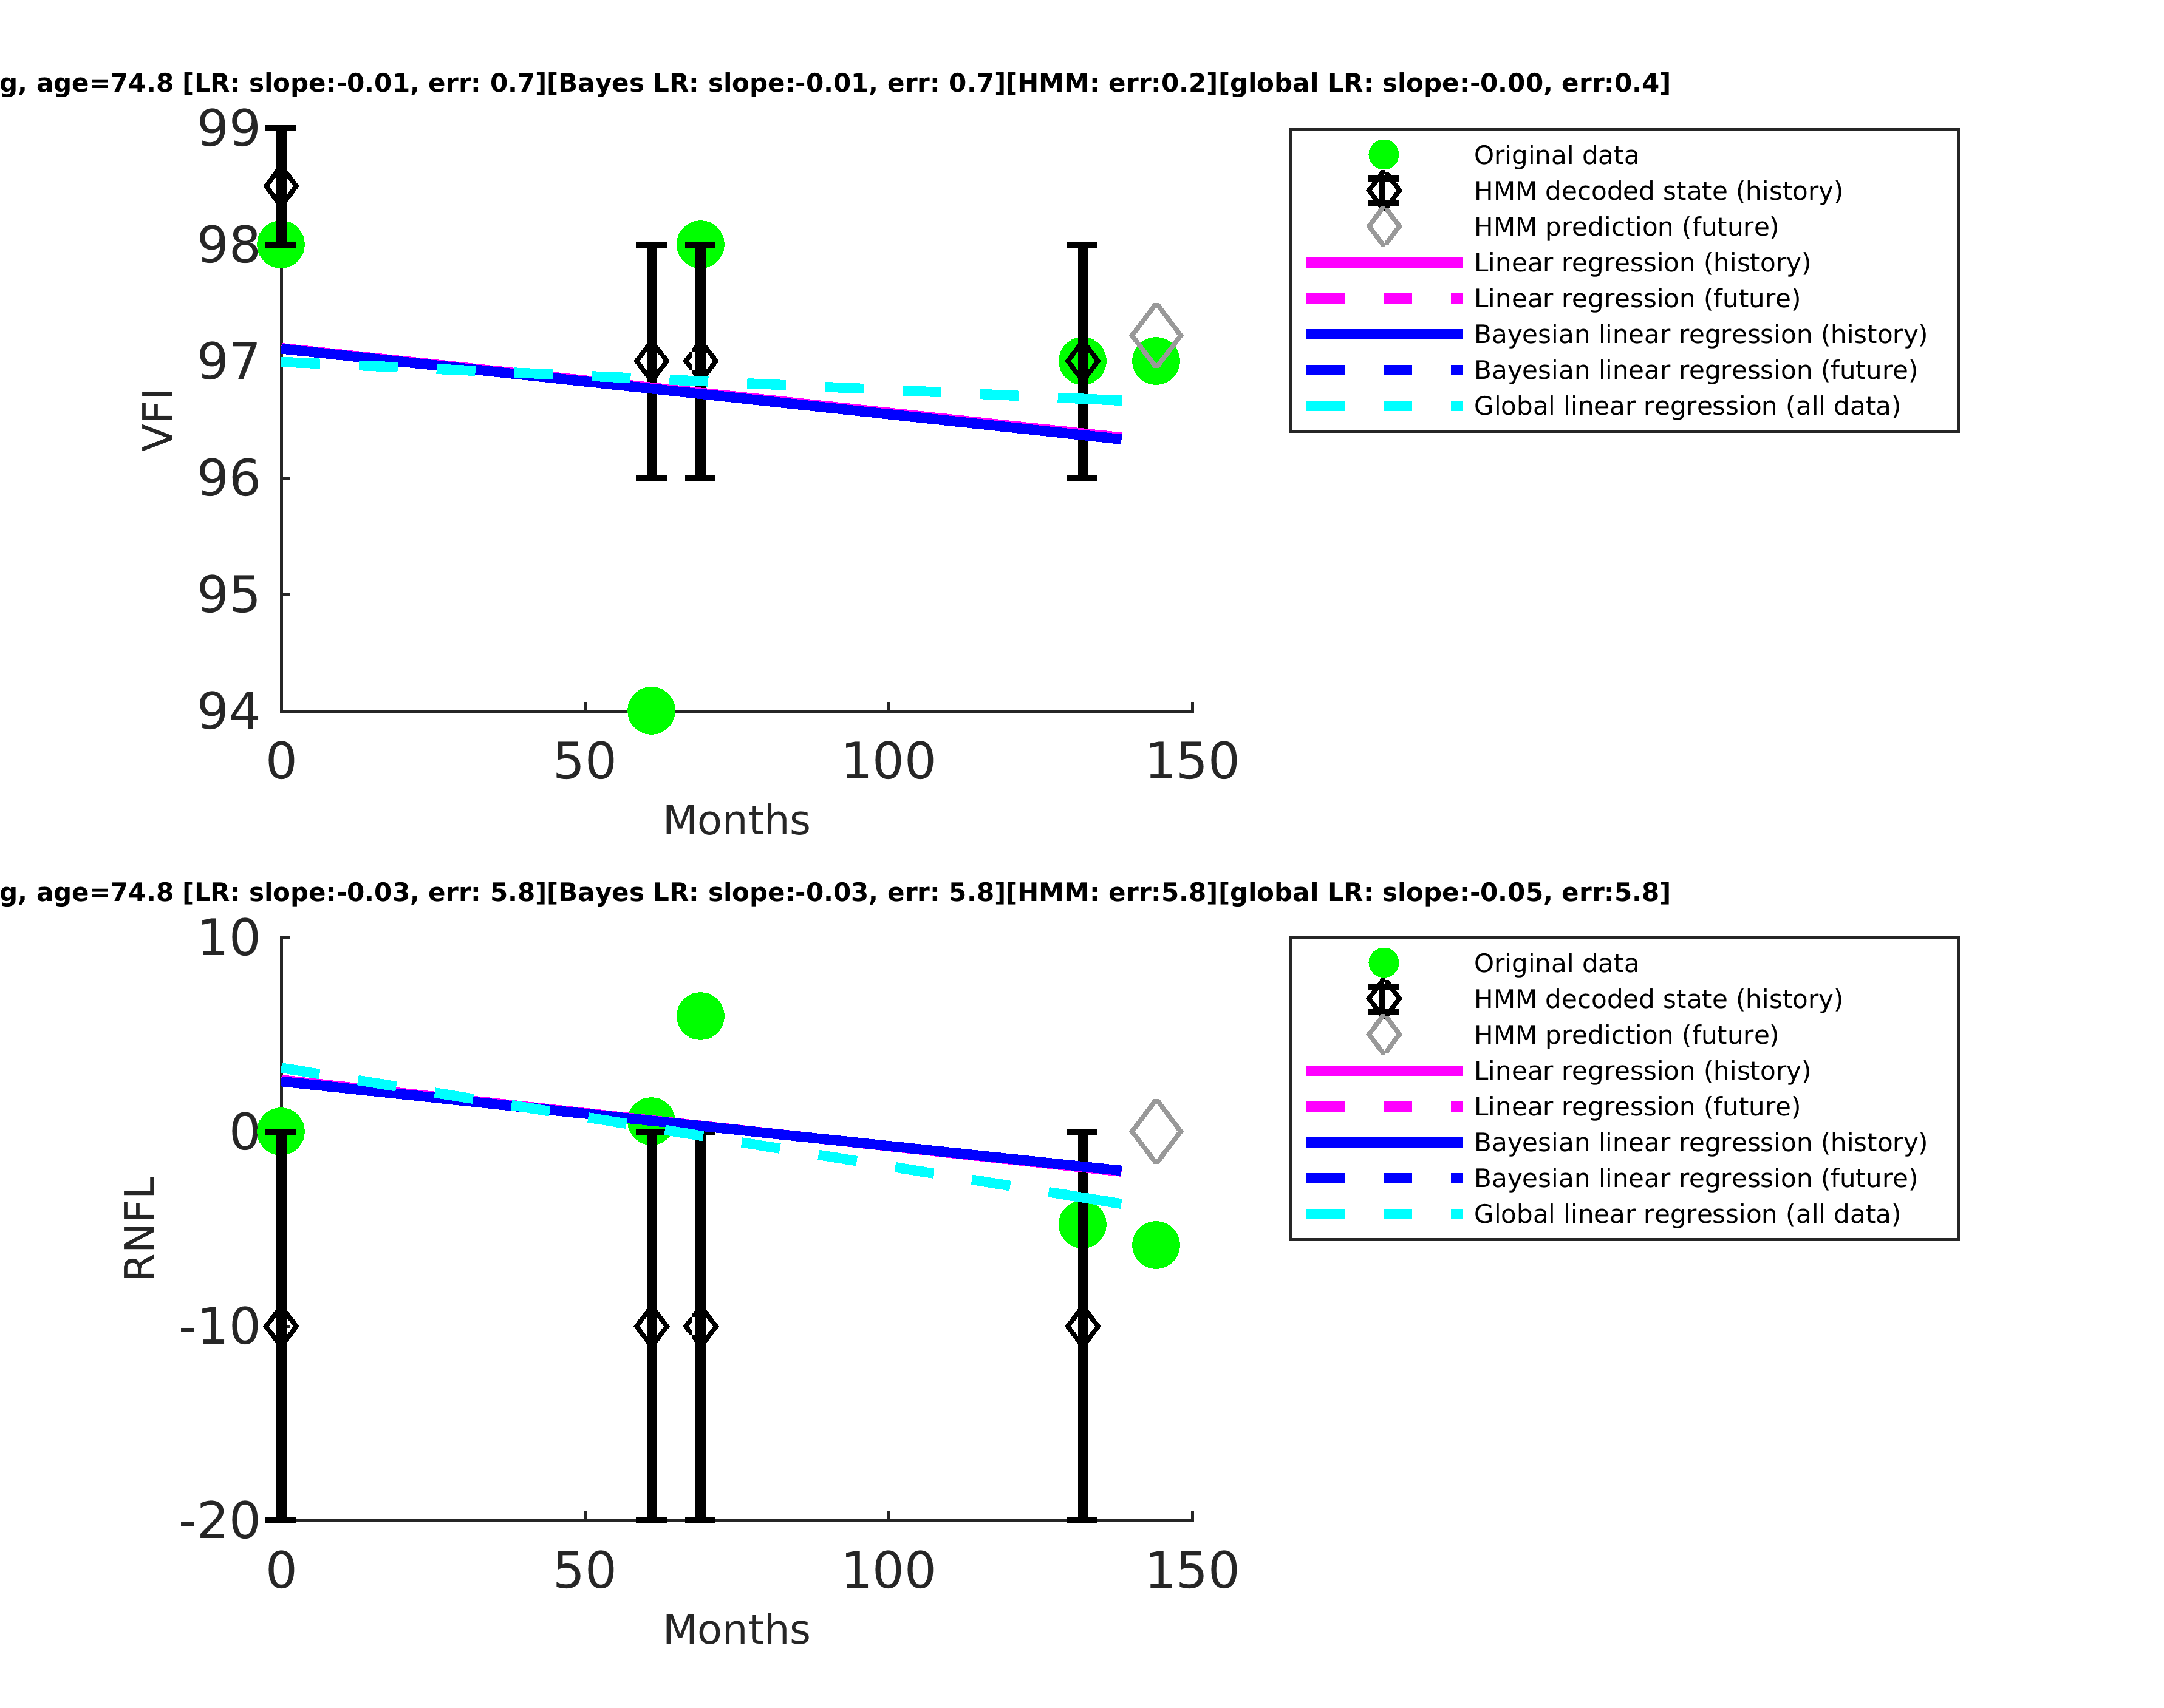 g, age=74.8 [LR: slope:-0.01, err: 0.7][Bayes LR: slope:-0.01, err: 0.7][HMM: err:0.2][global LR: slope:-0.00, err:0.4]
99
98
97
96
95
94
VFI
0 50 100 150
Months
Original data
HMM decoded state (history)
HMM prediction (future)
Linear regression (history)
Linear regression (future)
Bayesian linear regression (history)
Bayesian linear regression (future)
Global linear regression (all data)
g, age=74.8 [LR: slope:-0.03, err: 5.8][Bayes LR: slope:-0.03, err: 5.8][HMM: err:5.8][global LR: slope:-0.05, err:5.8]
10
0
-10
-20
RNFL
0 50 100 150
Months
Original data
HMM decoded state (history)
HMM prediction (future)
Linear regression (history)
Linear regression (future)
Bayesian linear regression (history)
Bayesian linear regression (future)
Global linear regression (all data)